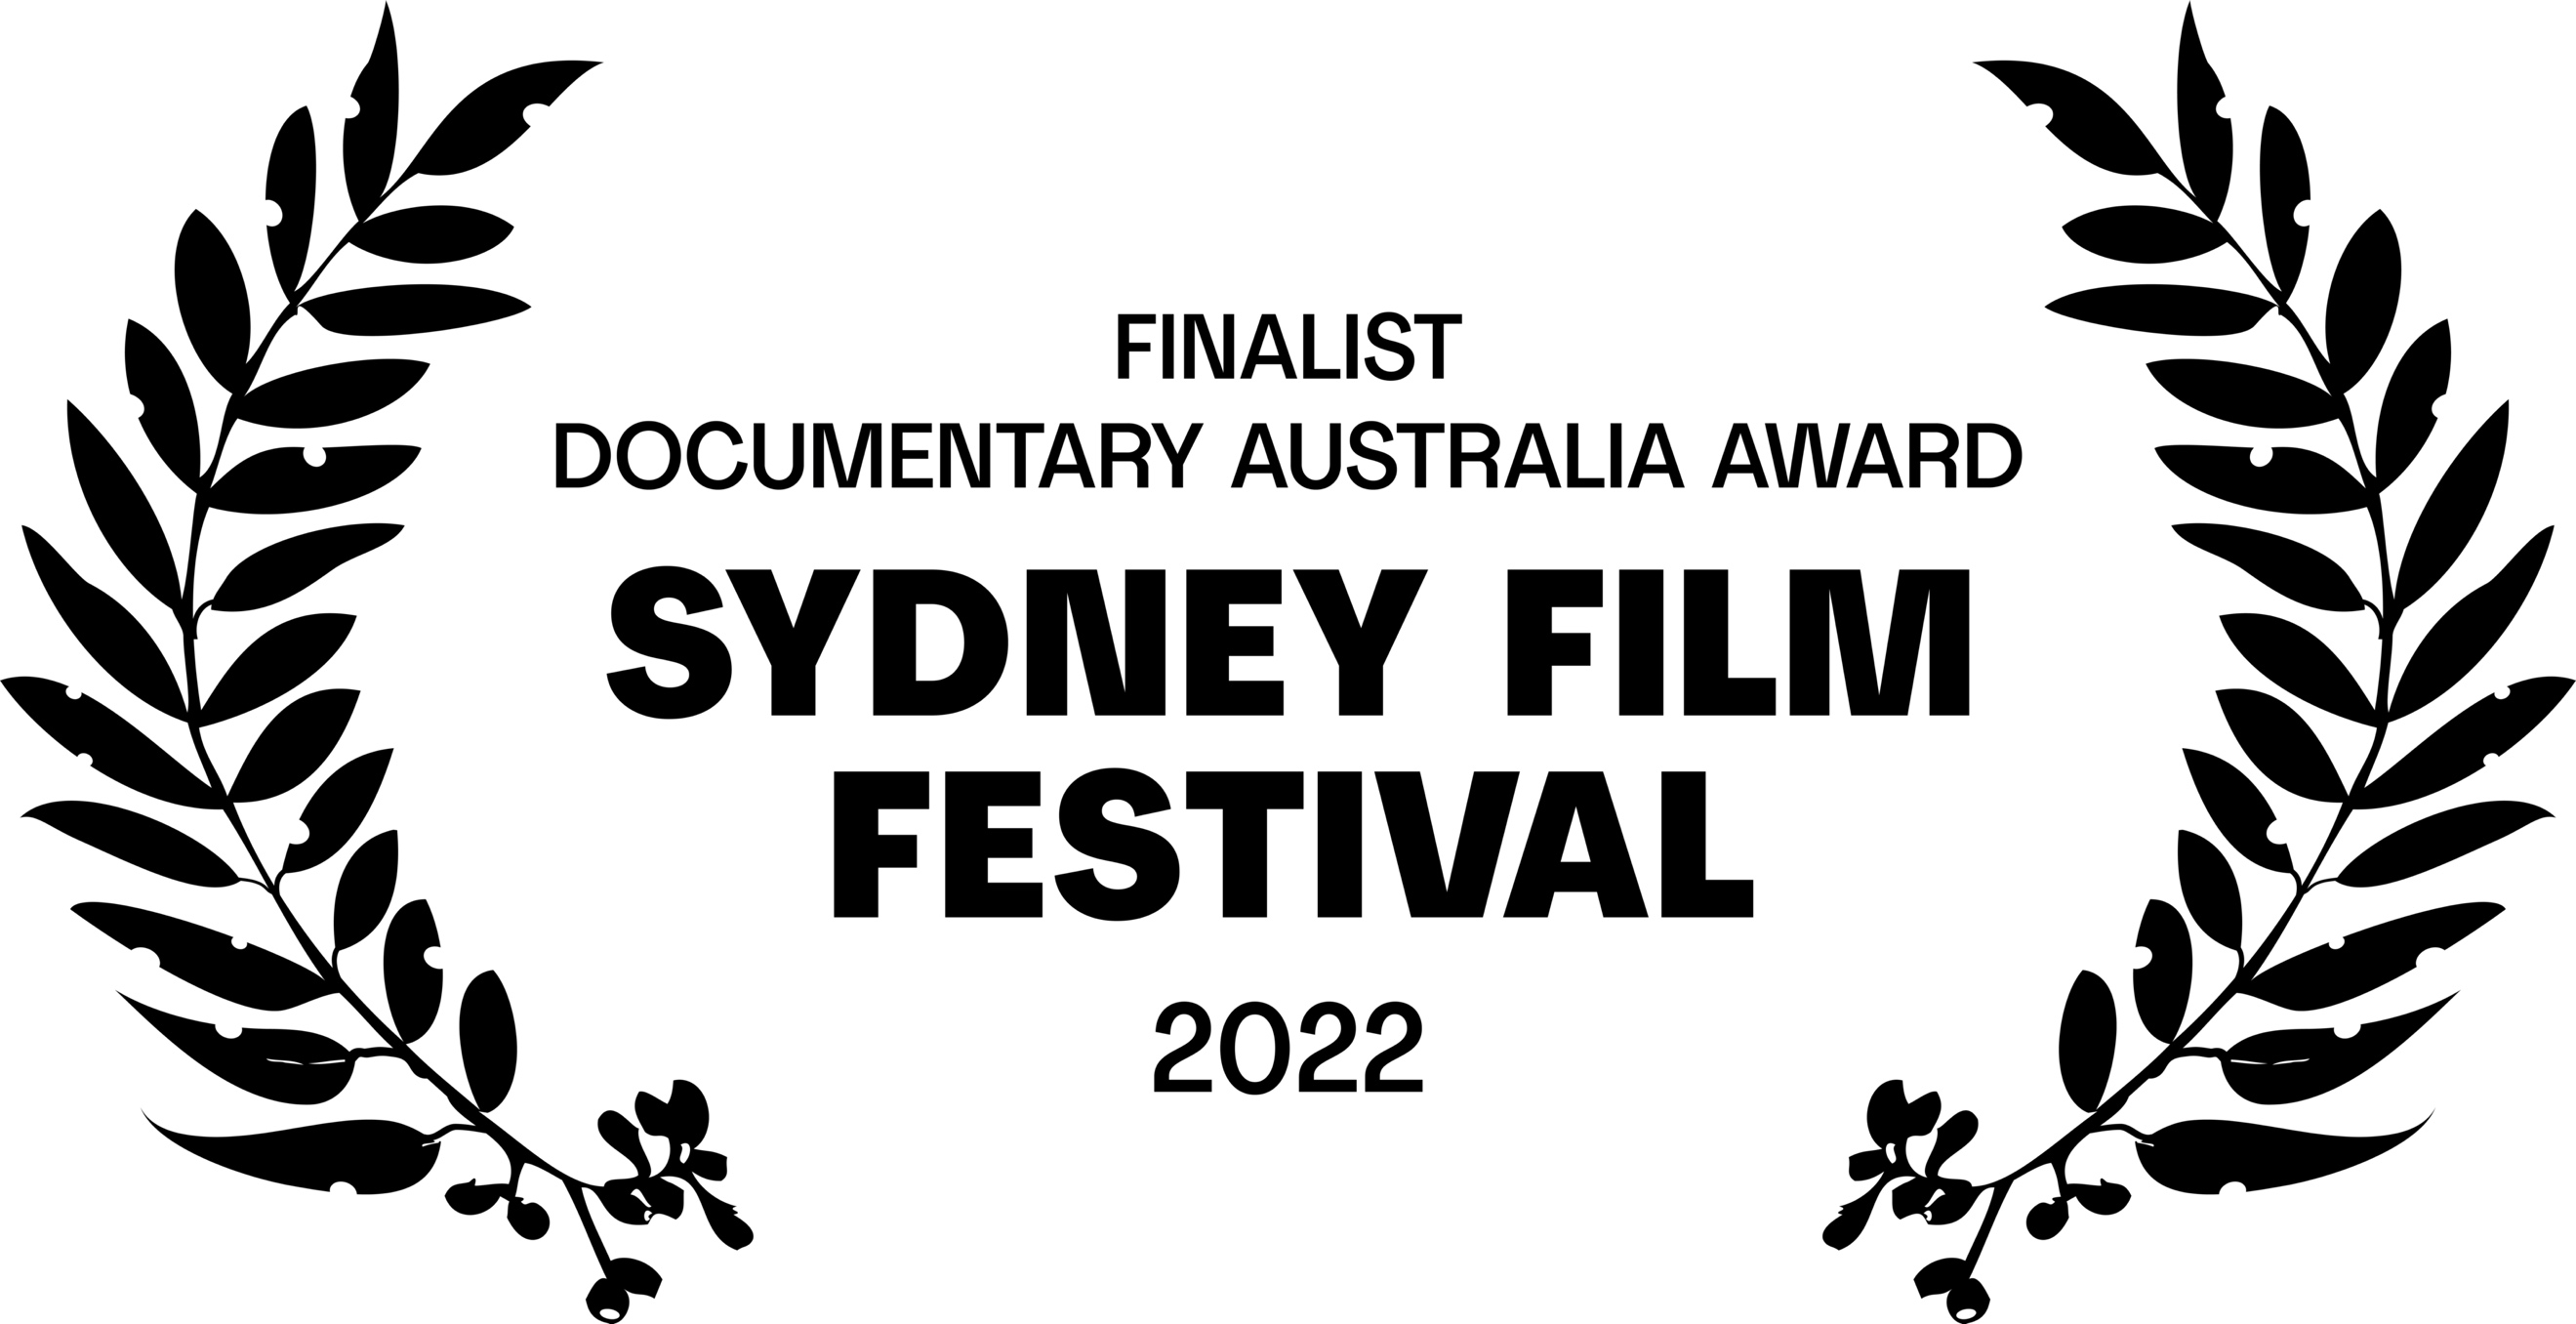 FINALIST
DOCUMENTARY AUSTRALIA AWARD
SYDNEY FILM
FESTIVAL
2022